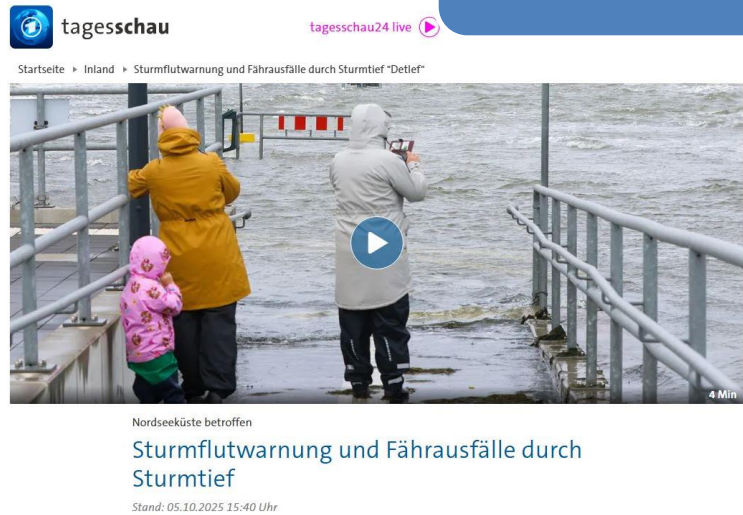 tagesschau
tagesschau24 live
Startseite ▸ Inland ▸ Sturmflutwarnung und Fährausfälle durch Sturmtief "Detlef"
4 Min
Nordseeküste betroffen
Sturmflutwarnung und Fährausfälle durch
Sturmtief
Stand: 05.10.2025 15:40 Uhr